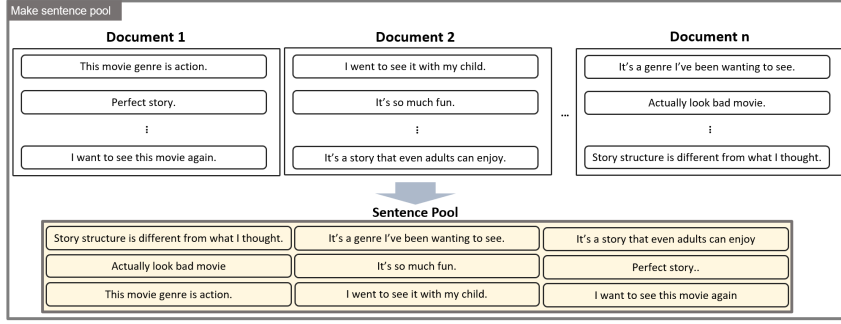 Make sentence pool
Document 1
This movie genre is action.
Perfect story.
⋮
I want to see this movie again.
Document 2
I went to see it with my child.
It's so much fun.
⋮
It's a story that even adults can enjoy.
...
Document n
It's a genre I've been wanting to see.
Actually look bad movie.
⋮
Story structure is different from what I thought.
Sentence Pool
Story structure is different from what I thought.
It's a genre I've been wanting to see.
It's a story that even adults can enjoy
Actually look bad movie
It's so much fun.
Perfect story..
This movie genre is action.
I went to see it with my child.
I want to see this movie again